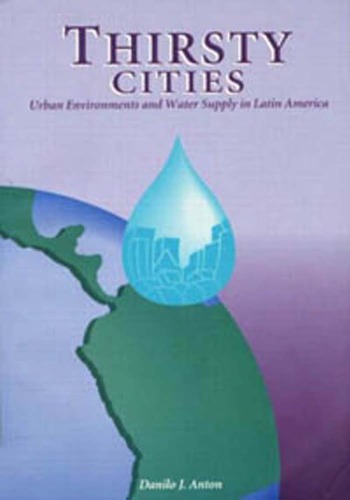 THIRSTY
CITIES
Urban Environments and Water Supply in Latin America
Danilo J. Anton